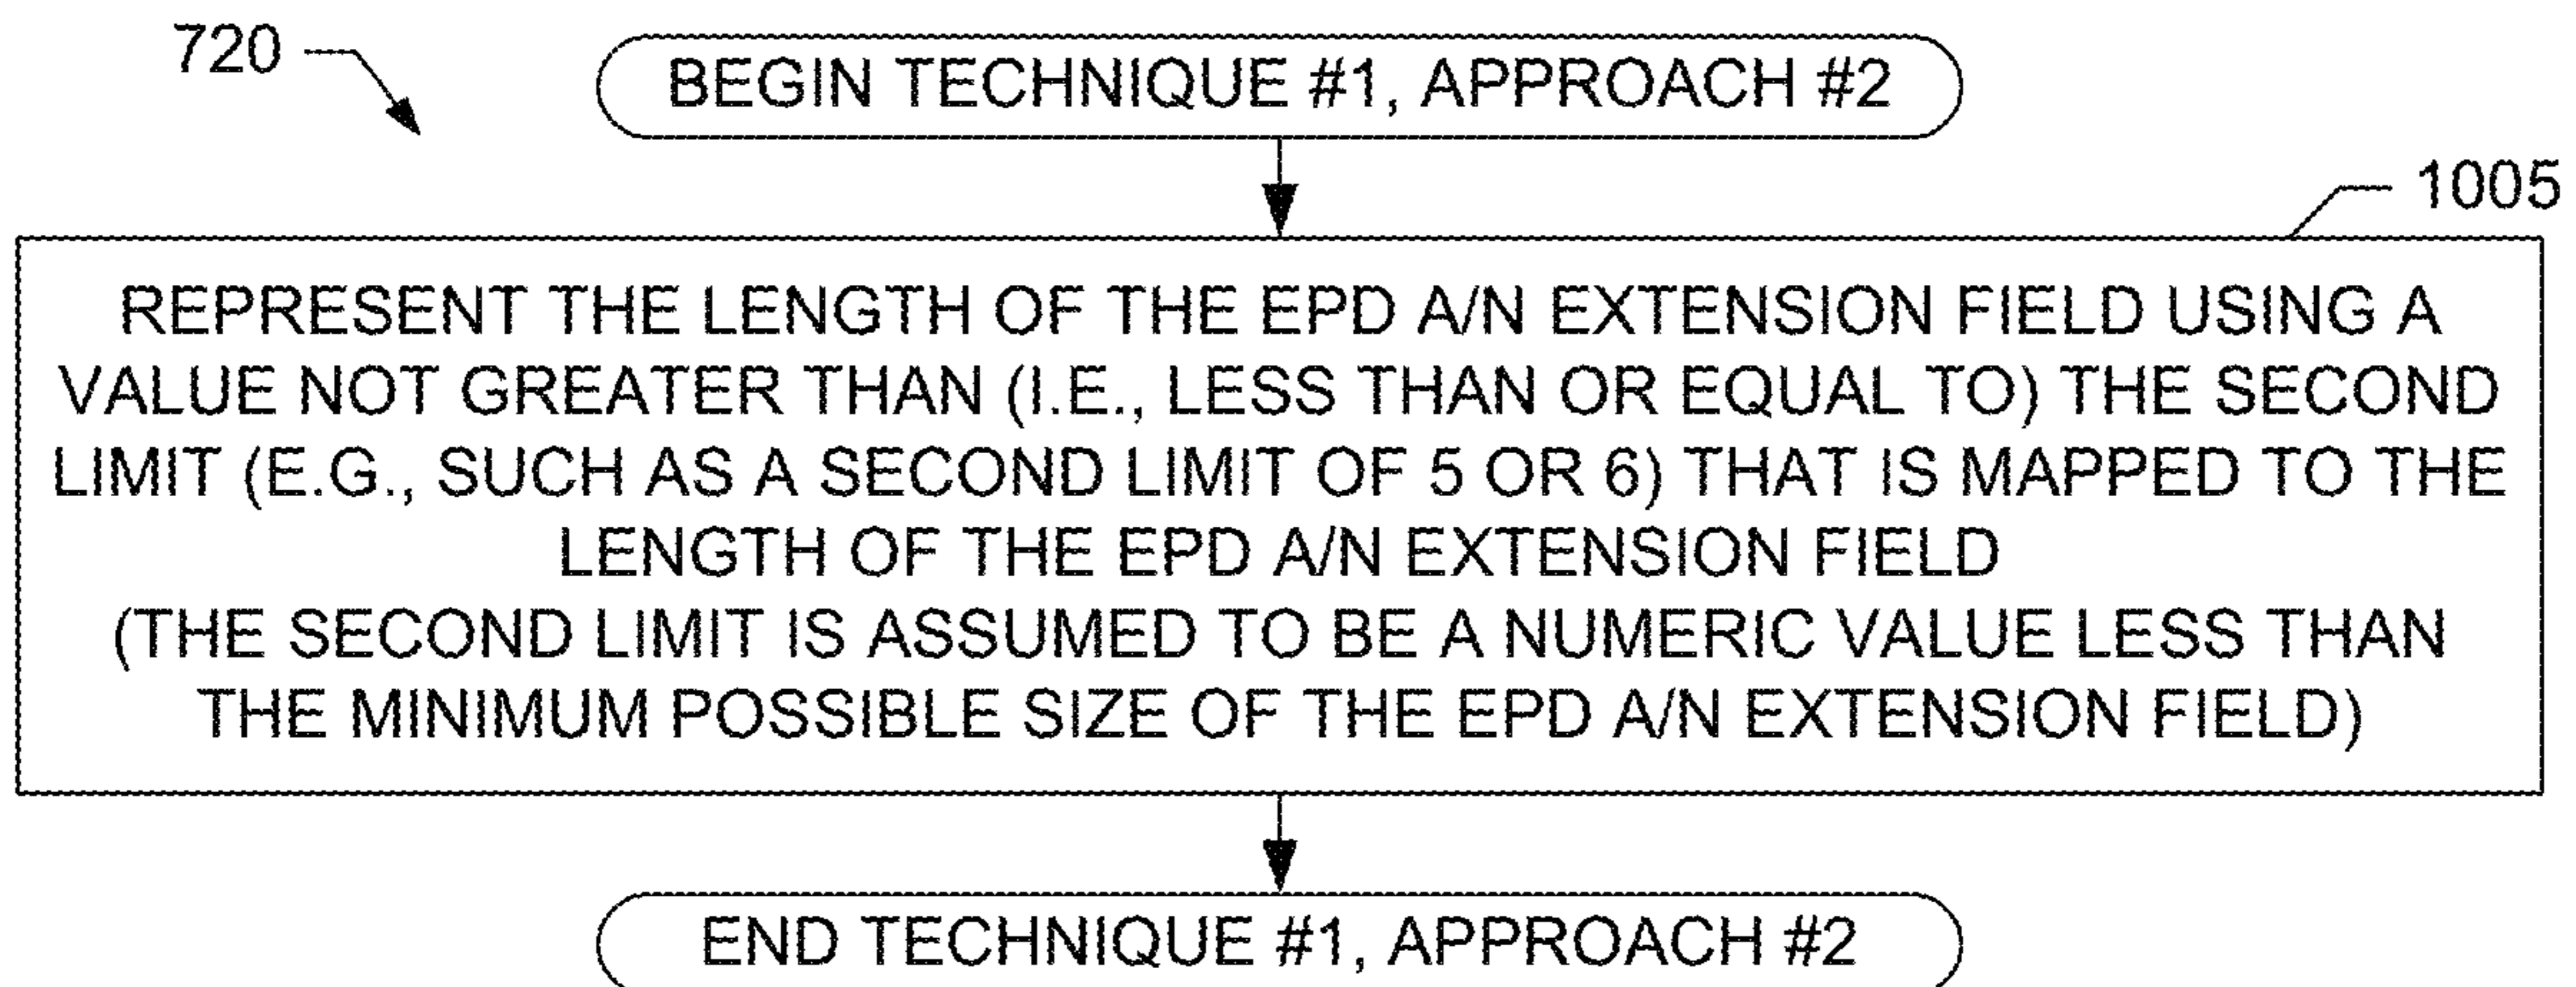 720
BEGIN TECHNIQUE #1, APPROACH #2
1005
REPRESENT THE LENGTH OF THE EPD A/N EXTENSION FIELD USING A
VALUE NOT GREATER THAN (I.E., LESS THAN OR EQUAL TO) THE SECOND
LIMIT (E.G., SUCH AS A SECOND LIMIT OF 5 OR 6) THAT IS MAPPED TO THE
LENGTH OF THE EPD A/N EXTENSION FIELD
(THE SECOND LIMIT IS ASSUMED TO BE A NUMERIC VALUE LESS THAN
THE MINIMUM POSSIBLE SIZE OF THE EPD A/N EXTENSION FIELD)
END TECHNIQUE #1, APPROACH #2